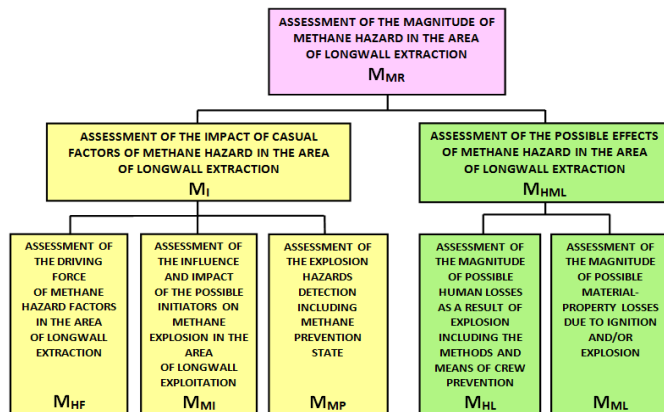 ASSESSMENT OF THE MAGNITUDE OF
METHANE HAZARD IN THE AREA
OF LONGWALL EXTRACTION
MMR
ASSESSMENT OF THE IMPACT OF CASUAL
FACTORS OF METHANE HAZARD IN THE AREA
OF LONGWALL EXTRACTION
MI
ASSESSMENT OF THE POSSIBLE EFFECTS
OF METHANE HAZARD IN THE AREA
OF LONGWALL EXTRACTION
MHML
ASSESSMENT OF
THE DRIVING
FORCE
OF METHANE
HAZARD FACTORS
IN THE AREA
OF LONGWALL
EXTRACTION
MHF
ASSESSMENT OF
THE INFLUENCE
AND IMPACT
OF THE POSSIBLE
INITIATORS ON
METHANE
EXPLOSION IN THE
AREA
OF LONGWALL
EXPLOITATION
MMI
ASSESSMENT OF
THE EXPLOSION
HAZARDS
DETECTION
INCLUDING
METHANE
PREVENTION
STATE
MMP
ASSESSMENT OF
THE MAGNITUDE
OF POSSIBLE
HUMAN LOSSES
AS A RESULT OF
EXPLOSION
INCLUDING THE
METHODS AND
MEANS OF CREW
PREVENTION
MHL
ASSESSMENT OF
THE MAGNITUDE
OF POSSIBLE
MATERIAL-
PROPERTY LOSSES
DUE TO IGNITION
AND/OR
EXPLOSION
MML